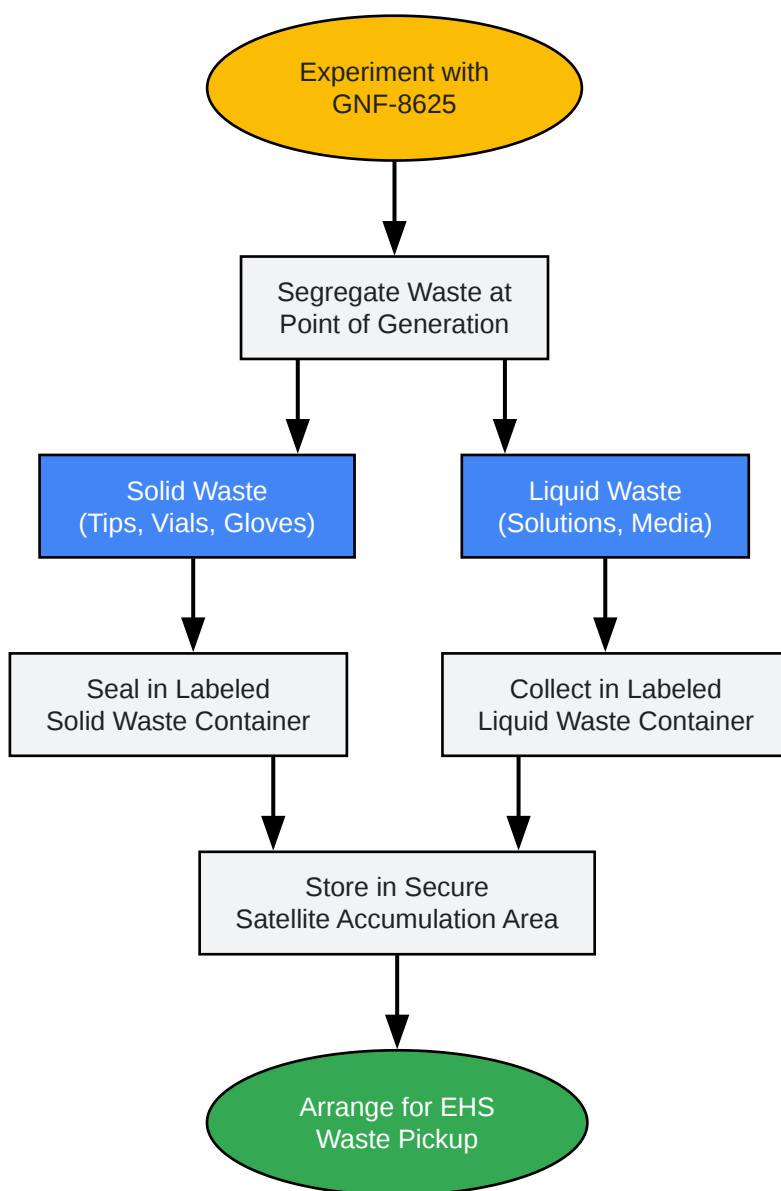 Experiment with
GNF-8625
Segregate Waste at
Point of Generation
Solid Waste
(Tips, Vials, Gloves)
Liquid Waste
(Solutions, Media)
Seal in Labeled
Solid Waste Container
Collect in Labeled
Liquid Waste Container
Store in Secure
Satellite Accumulation Area
Arrange for EHS
Waste Pickup